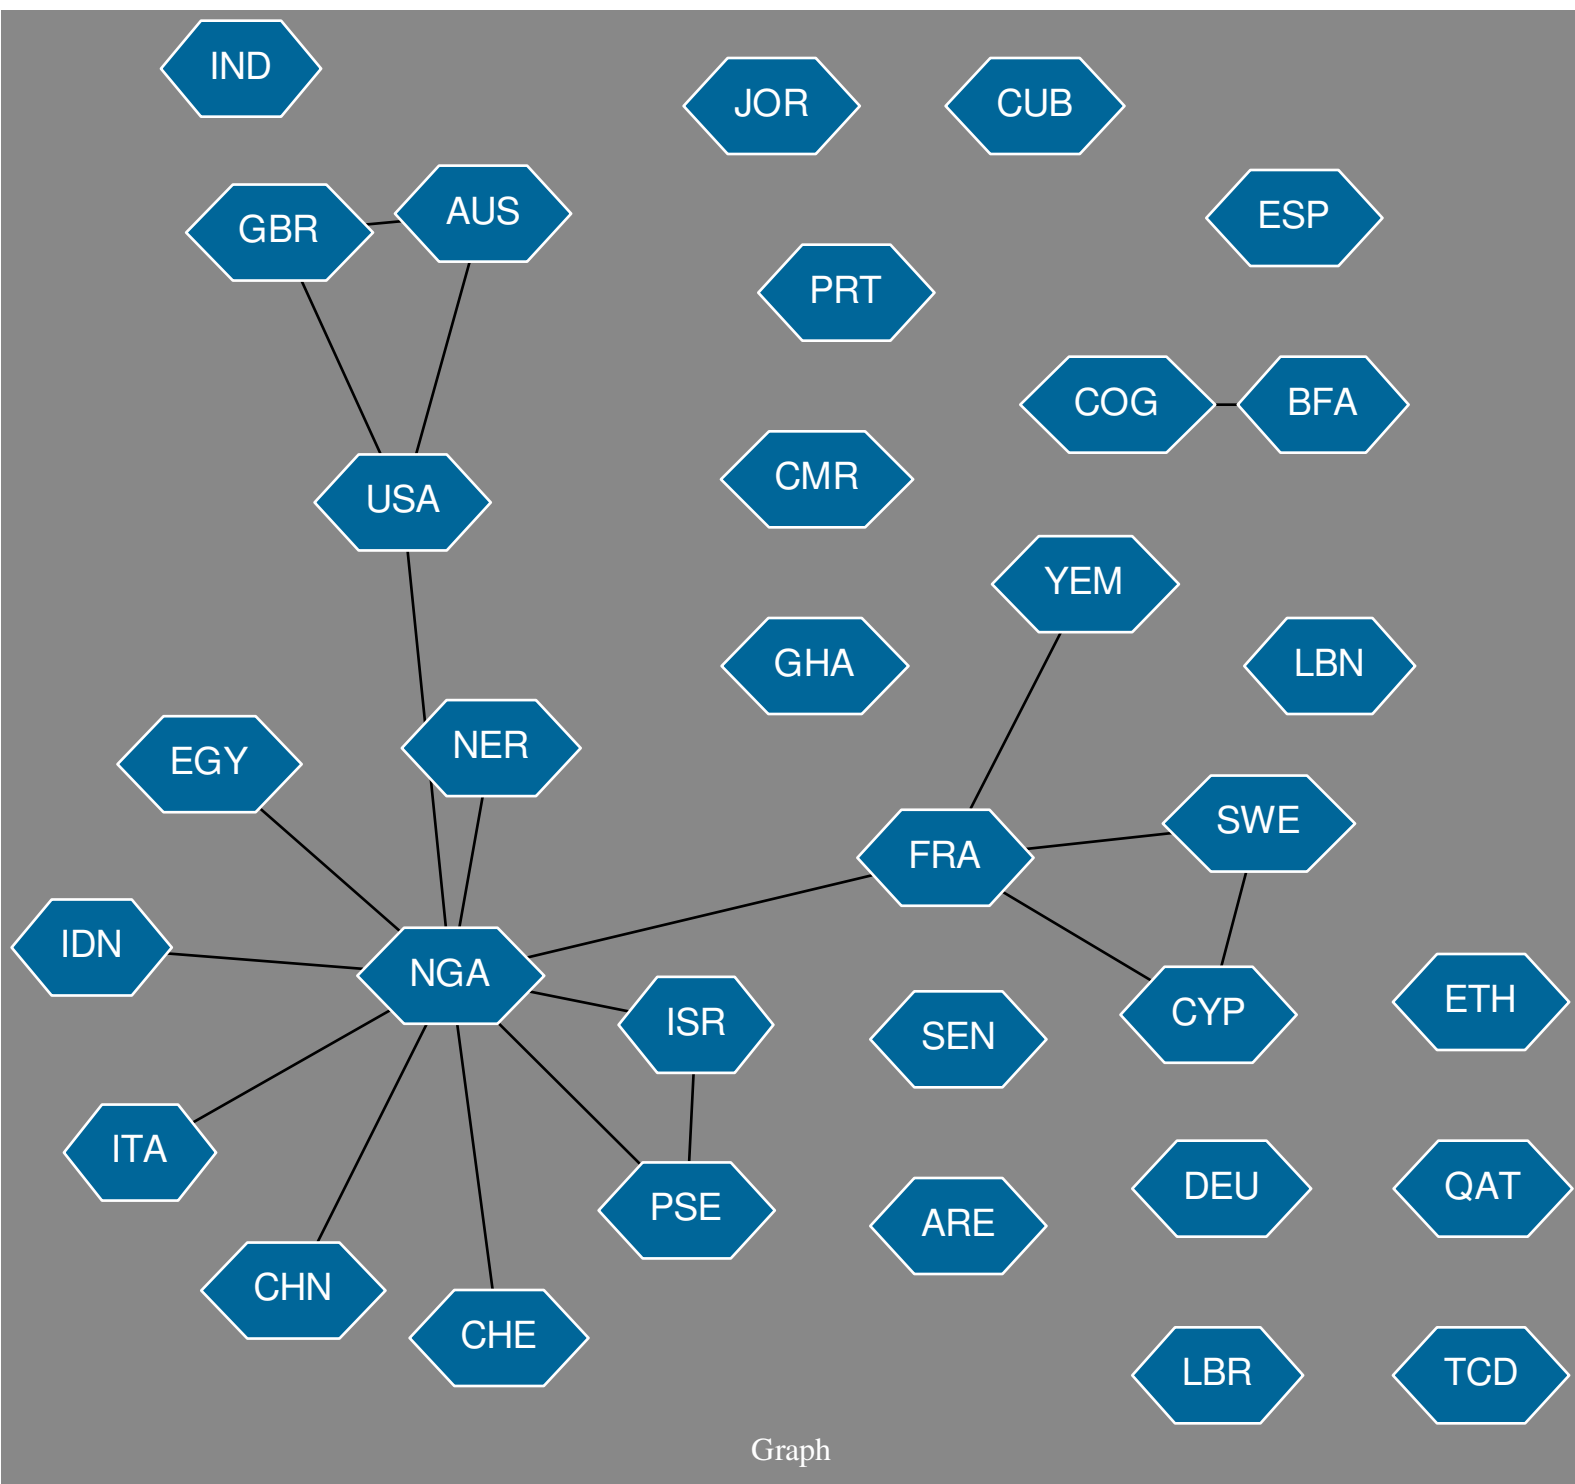 IND
JOR
CUB
GBR
AUS
ESP
PRT
COG
BFA
USA
CMR
YEM
GHA
LBN
EGY
NER
FRA
SWE
IDN
NGA
ISR
SEN
CYP
ETH
ITA
PSE
ARE
DEU
QAT
CHN
CHE
LBR
TCD
Graph